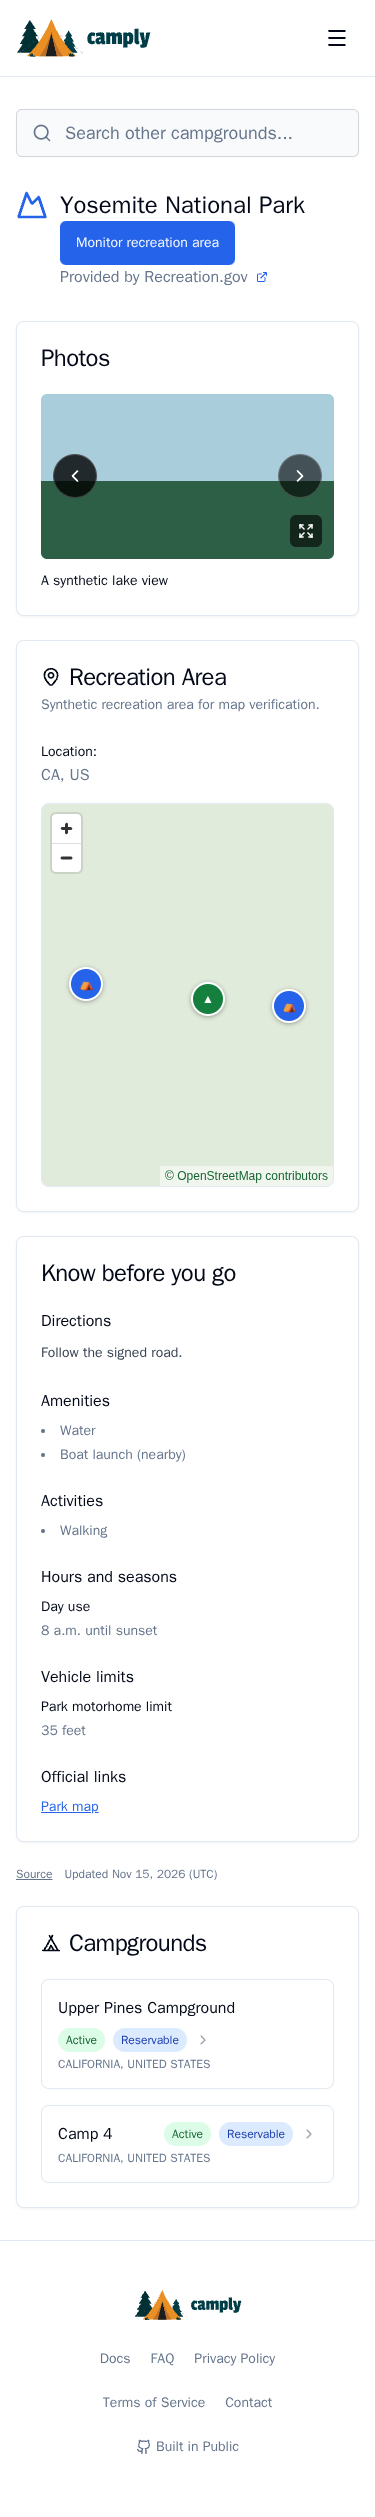 camply
Search other campgrounds...
Yosemite National Park
Monitor recreation area
Provided by Recreation.gov
Photos
A synthetic lake view
Recreation Area
Synthetic recreation area for map verification.
Location:
CA, US
+
−
© OpenStreetMap contributors
Know before you go
Directions
Follow the signed road.
Amenities
• Water
• Boat launch (nearby)
Activities
• Walking
Hours and seasons
Day use
8 a.m. until sunset
Vehicle limits
Park motorhome limit
35 feet
Official links
Park map
Source Updated Nov 15, 2026 (UTC)
Campgrounds
Upper Pines Campground
Active Reservable
CALIFORNIA, UNITED STATES
Camp 4 Active Reservable
CALIFORNIA, UNITED STATES
camply
Docs FAQ Privacy Policy
Terms of Service Contact
Built in Public